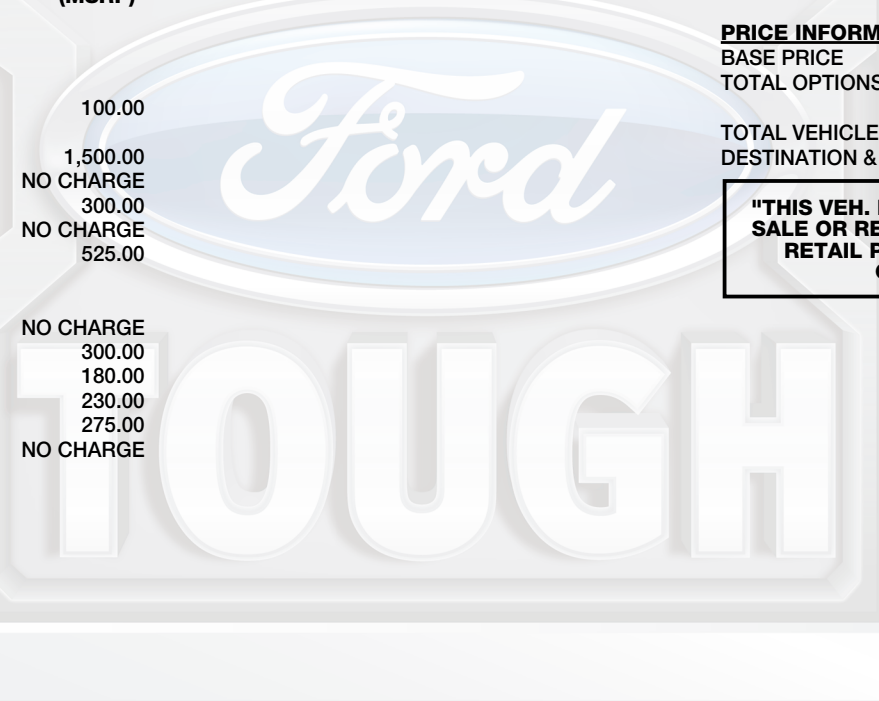 (MSRP)
100.00
1,500.00
NO CHARGE
300.00
NO CHARGE
525.00
NO CHARGE
300.00
180.00
230.00
275.00
NO CHARGE
PRICE INFORM
BASE PRICE
TOTAL OPTIONS
TOTAL VEHICLE
DESTINATION &
"THIS VEH.
SALE OR RE
RETAIL P
Ford
TOUGH